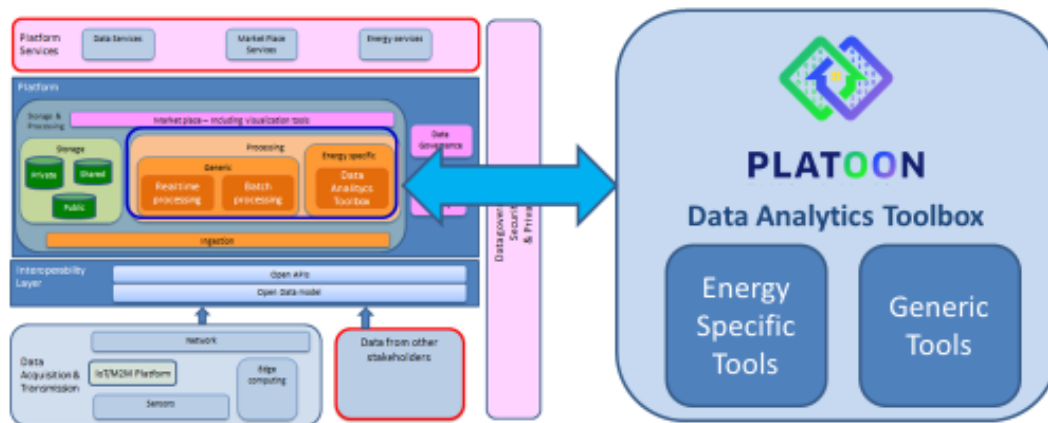 Platform
Services
Data Services
Market Place
Services
Energy services
Platform
Storage &
Processing
Market place – including visualization tools
Data
Governance
Storage
Private
Shared
Public
Processing
Generic
Realtime
processing
Batch
processing
Energy specific
Data
Analitycs
Toolbox
Ingestion
Interoperability
Layer
Open APIs
Open Data model
Data
Acquisition &
Transmission
Network
IoT/M2M Platform
Sensors
Edge
computing
Data from other
stakeholders
Security
& Priva
PLATOON
Data Analytics Toolbox
Energy
Specific
Tools
Generic
Tools